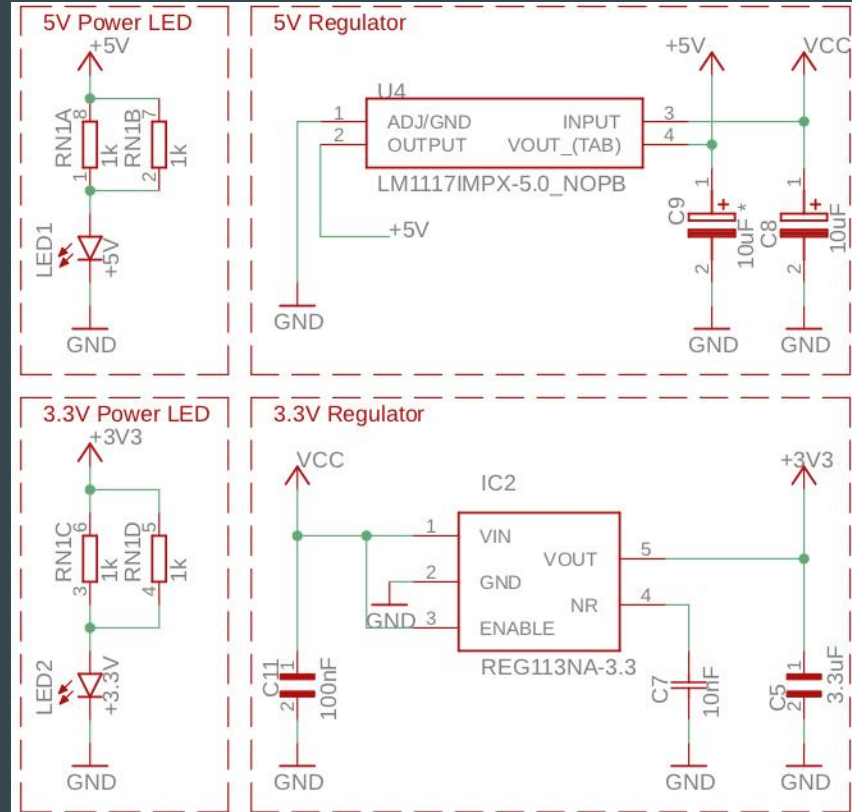 5V Power LED
+5V
RN1A
8
1k
1
RN1B
7
1k
2
LED1
+5V
GND
5V Regulator
+5V
VCC
U4
1
ADJ/GND
INPUT
3
2
OUTPUT
VOUT_(TAB)
4
LM1117IMPX-5.0_NOPB
+5V
GND
C9
1
+
*
10uF
2
GND
C8
1
+
10uF
2
GND
3.3V Power LED
+3V3
RN1C
6
1k
3
RN1D
5
1k
4
LED2
+3.3V
GND
3.3V Regulator
VCC
+3V3
IC2
1
VIN
VOUT
5
2
GND
NR
4
GND
3
ENABLE
REG113NA-3.3
C11
1
100nF
2
GND
C7
10nF
GND
C5
1
3.3uF
2
GND